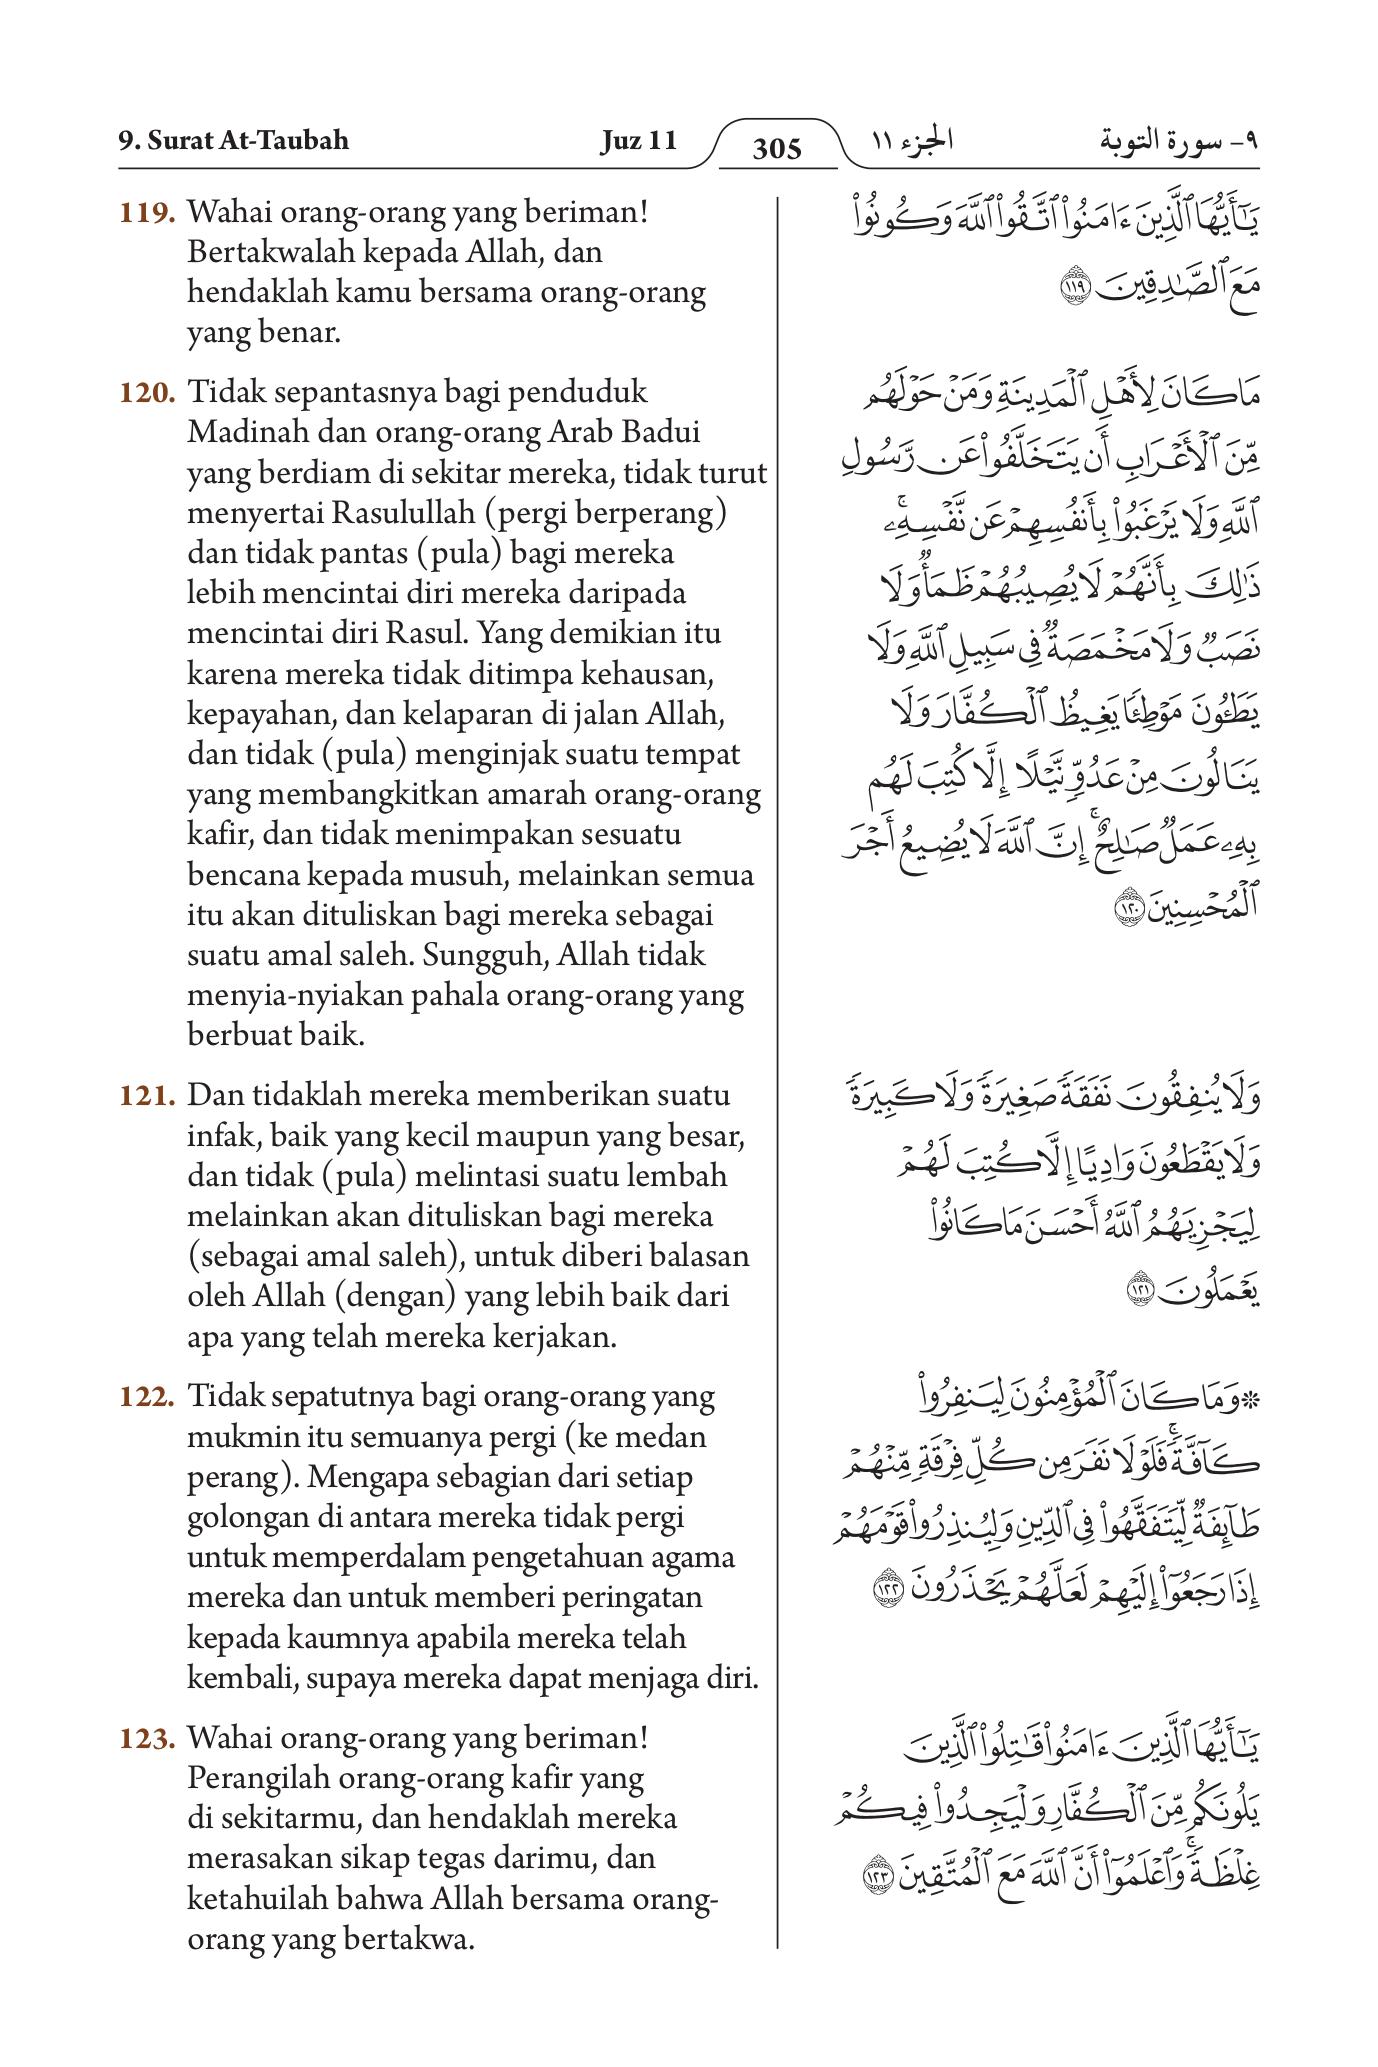 9. Surat At-Taubah
Juz 11
305
الجزء ١١
٩- سورة التوبة
119. Wahai orang-orang yang beriman!
Bertakwalah kepada Allah, dan
hendaklah kamu bersama orang-orang
yang benar.
120. Tidak sepantasnya bagi penduduk
Madinah dan orang-orang Arab Badui
yang berdiam di sekitar mereka, tidak turut
menyertai Rasulullah (pergi berperang)
dan tidak pantas (pula) bagi mereka
lebih mencintai diri mereka daripada
mencintai diri Rasul. Yang demikian itu
karena mereka tidak ditimpa kehausan,
kepayahan, dan kelaparan di jalan Allah,
dan tidak (pula) menginjak suatu tempat
yang membangkitkan amarah orang-orang
kafir, dan tidak menimpakan sesuatu
bencana kepada musuh, melainkan semua
itu akan dituliskan bagi mereka sebagai
suatu amal saleh. Sungguh, Allah tidak
menyia-nyiakan pahala orang-orang yang
berbuat baik.
121. Dan tidaklah mereka memberikan suatu
infak, baik yang kecil maupun yang besar,
dan tidak (pula) melintasi suatu lembah
melainkan akan dituliskan bagi mereka
(sebagai amal saleh), untuk diberi balasan
oleh Allah (dengan) yang lebih baik dari
apa yang telah mereka kerjakan.
122. Tidak sepatutnya bagi orang-orang yang
mukmin itu semuanya pergi (ke medan
perang). Mengapa sebagian dari setiap
golongan di antara mereka tidak pergi
untuk memperdalam pengetahuan agama
mereka dan untuk memberi peringatan
kepada kaumnya apabila mereka telah
kembali, supaya mereka dapat menjaga diri.
123. Wahai orang-orang yang beriman!
Perangilah orang-orang kafir yang
di sekitarmu, dan hendaklah mereka
merasakan sikap tegas darimu, dan
ketahuilah bahwa Allah bersama orang-
orang yang bertakwa.
يَـٰٓأَيُّهَا ٱلَّذِينَ ءَامَنُوا۟ ٱتَّقُوا۟ ٱللَّهَ وَكُونُوا۟
مَعَ ٱلصَّـٰدِقِينَ ١١٩
مَا كَانَ لِأَهْلِ ٱلْمَدِينَةِ وَمَنْ حَوْلَهُم
مِّنَ ٱلْأَعْرَابِ أَن يَتَخَلَّفُوا۟ عَن رَّسُولِ
ٱللَّهِ وَلَا يَرْغَبُوا۟ بِأَنفُسِهِمْ عَن نَّفْسِهِۦ ۚ
ذَٰلِكَ بِأَنَّهُمْ لَا يُصِيبُهُمْ ظَمَأٌ وَلَا
نَصَبٌ وَلَا مَخْمَصَةٌ فِى سَبِيلِ ٱللَّهِ وَلَا
يَطَـُٔونَ مَوْطِئًا يَغِيظُ ٱلْكُفَّارَ وَلَا
يَنَالُونَ مِنْ عَدُوٍّ نَّيْلًا إِلَّا كُتِبَ لَهُم
بِهِۦ عَمَلٌ صَـٰلِحٌ ۚ إِنَّ ٱللَّهَ لَا يُضِيعُ أَجْرَ
ٱلْمُحْسِنِينَ ١٢٠
وَلَا يُنفِقُونَ نَفَقَةً صَغِيرَةً وَلَا كَبِيرَةً
وَلَا يَقْطَعُونَ وَادِيًا إِلَّا كُتِبَ لَهُمْ
لِيَجْزِيَهُمُ ٱللَّهُ أَحْسَنَ مَا كَانُوا۟
يَعْمَلُونَ ١٢١
۞ وَمَا كَانَ ٱلْمُؤْمِنُونَ لِيَنفِرُوا۟
كَآفَّةً ۚ فَلَوْلَا نَفَرَ مِن كُلِّ فِرْقَةٍ مِّنْهُمْ
طَآئِفَةٌ لِّيَتَفَقَّهُوا۟ فِى ٱلدِّينِ وَلِيُنذِرُوا۟ قَوْمَهُمْ
إِذَا رَجَعُوٓا۟ إِلَيْهِمْ لَعَلَّهُمْ يَحْذَرُونَ ١٢٢
يَـٰٓأَيُّهَا ٱلَّذِينَ ءَامَنُوا۟ قَـٰتِلُوا۟ ٱلَّذِينَ
يَلُونَكُم مِّنَ ٱلْكُفَّارِ وَلْيَجِدُوا۟ فِيكُمْ
غِلْظَةً ۚ وَٱعْلَمُوٓا۟ أَنَّ ٱللَّهَ مَعَ ٱلْمُتَّقِينَ ١٢٣